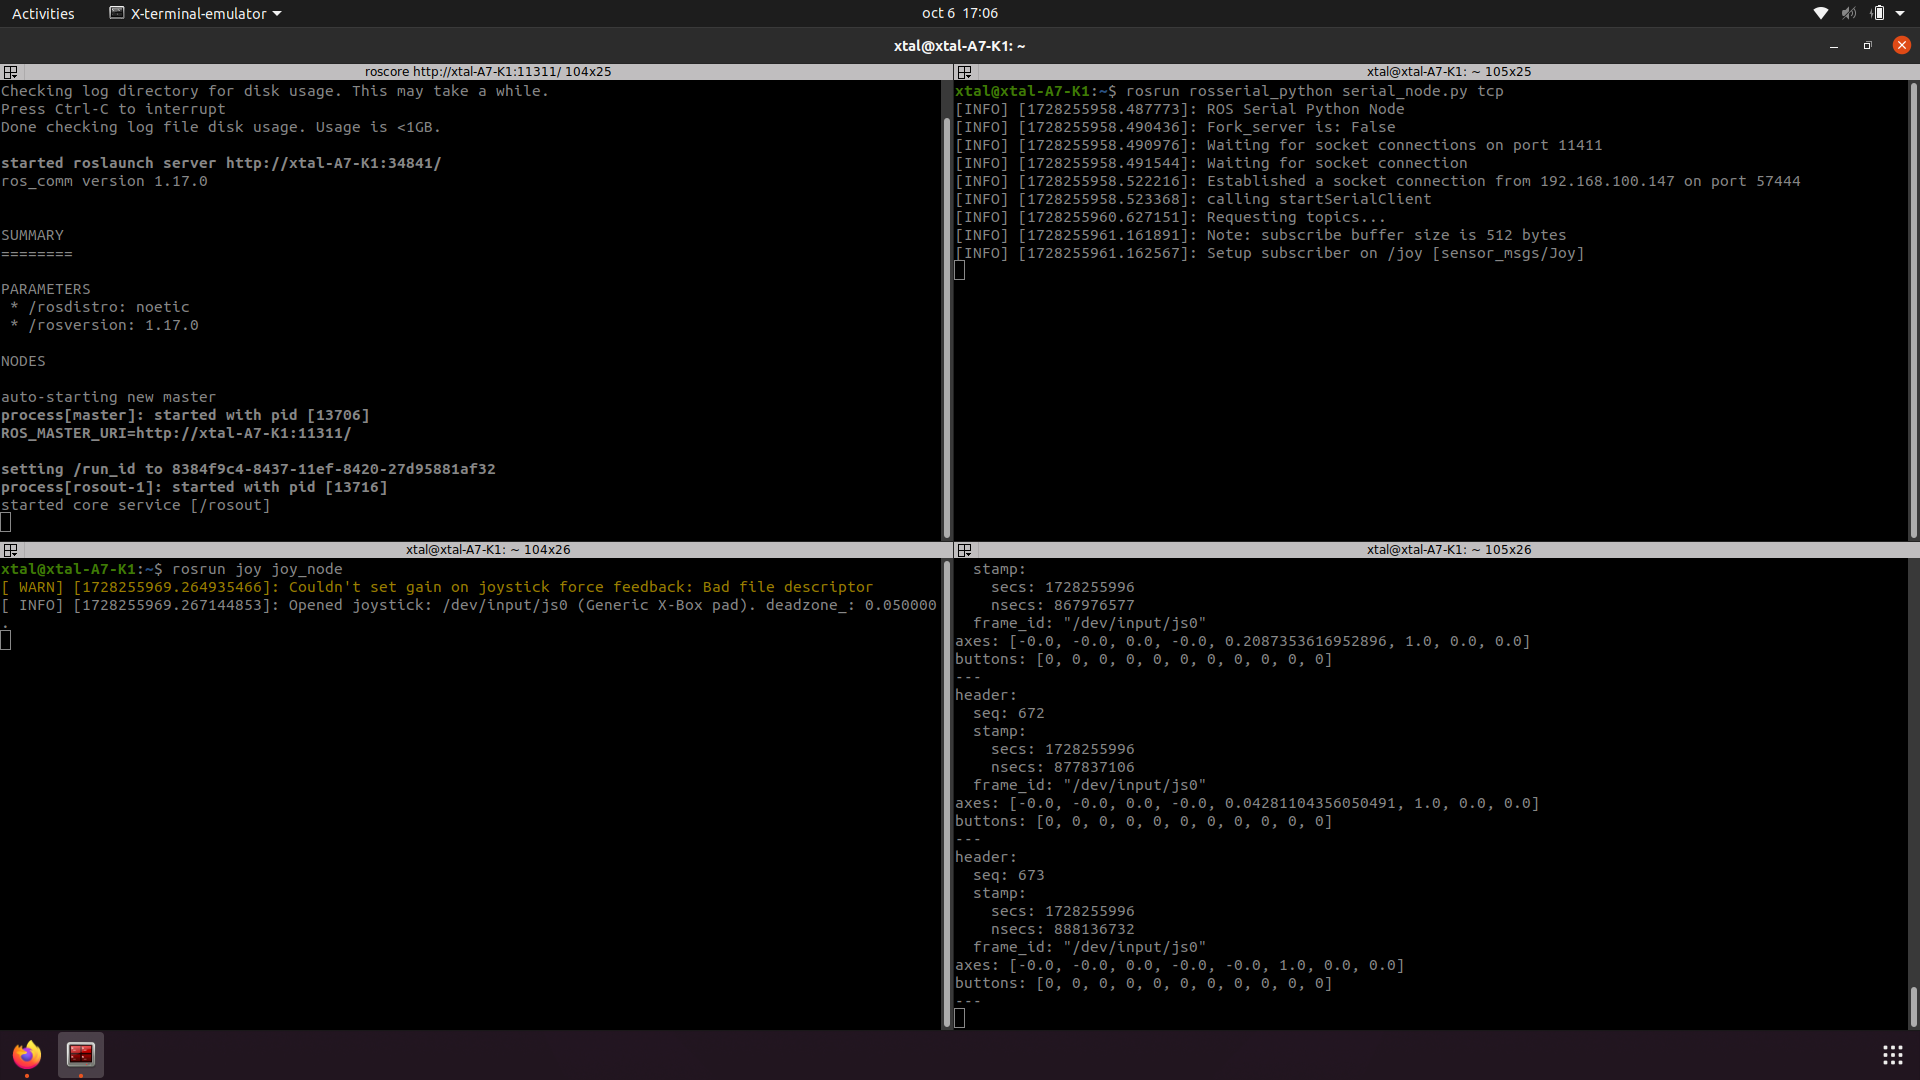 Activities
X-terminal-emulator
oct 6 17:06
xtal@xtal-A7-K1: ~
roscore http://xtal-A7-K1:11311/ 104x25
Checking log directory for disk usage. This may take a while.
Press Ctrl-C to interrupt
Done checking log file disk usage. Usage is <1GB.
started roslaunch server http://xtal-A7-K1:34841/
ros_comm version 1.17.0
SUMMARY
========
PARAMETERS
 * /rosdistro: noetic
 * /rosversion: 1.17.0
NODES
auto-starting new master
process[master]: started with pid [13706]
ROS_MASTER_URI=http://xtal-A7-K1:11311/
setting /run_id to 8384f9c4-8437-11ef-8420-27d95881af32
process[rosout-1]: started with pid [13716]
started core service [/rosout]
xtal@xtal-A7-K1: ~ 105x25
xtal@xtal-A7-K1:~$ rosrun rosserial_python serial_node.py tcp
[INFO] [1728255958.487773]: ROS Serial Python Node
[INFO] [1728255958.490436]: Fork_server is: False
[INFO] [1728255958.490976]: Waiting for socket connections on port 11411
[INFO] [1728255958.491544]: Waiting for socket connection
[INFO] [1728255958.522216]: Established a socket connection from 192.168.100.147 on port 57444
[INFO] [1728255958.523368]: calling startSerialClient
[INFO] [1728255960.627151]: Requesting topics...
[INFO] [1728255961.161891]: Note: subscribe buffer size is 512 bytes
[INFO] [1728255961.162567]: Setup subscriber on /joy [sensor_msgs/Joy]
xtal@xtal-A7-K1: ~ 104x26
xtal@xtal-A7-K1:~$ rosrun joy joy_node
[ WARN] [1728255969.264935466]: Couldn't set gain on joystick force feedback: Bad file descriptor
[ INFO] [1728255969.267144853]: Opened joystick: /dev/input/js0 (Generic X-Box pad). deadzone_: 0.050000
.
xtal@xtal-A7-K1: ~ 105x26
  stamp:
    secs: 1728255996
    nsecs: 867976577
  frame_id: "/dev/input/js0"
axes: [-0.0, -0.0, 0.0, -0.0, 0.2087353616952896, 1.0, 0.0, 0.0]
buttons: [0, 0, 0, 0, 0, 0, 0, 0, 0, 0, 0]
---
header:
  seq: 672
  stamp:
    secs: 1728255996
    nsecs: 877837106
  frame_id: "/dev/input/js0"
axes: [-0.0, -0.0, 0.0, -0.0, 0.04281104356050491, 1.0, 0.0, 0.0]
buttons: [0, 0, 0, 0, 0, 0, 0, 0, 0, 0, 0]
---
header:
  seq: 673
  stamp:
    secs: 1728255996
    nsecs: 888136732
  frame_id: "/dev/input/js0"
axes: [-0.0, -0.0, 0.0, -0.0, -0.0, 1.0, 0.0, 0.0]
buttons: [0, 0, 0, 0, 0, 0, 0, 0, 0, 0, 0]
---